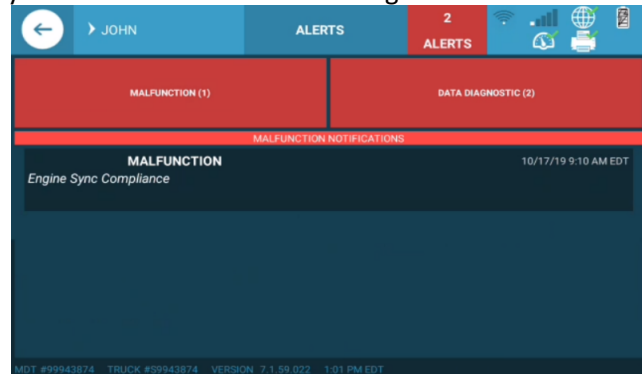 JOHN
ALERTS
2
ALERTS
MALFUNCTION (1)
DATA DIAGNOSTIC (2)
MALFUNCTION NOTIFICATIONS
MALFUNCTION
10/17/19 9:10 AM EDT
Engine Sync Compliance
MDT #99943874 TRUCK #S9943874 VERSION 7.1.59.022 1:01 PM EDT